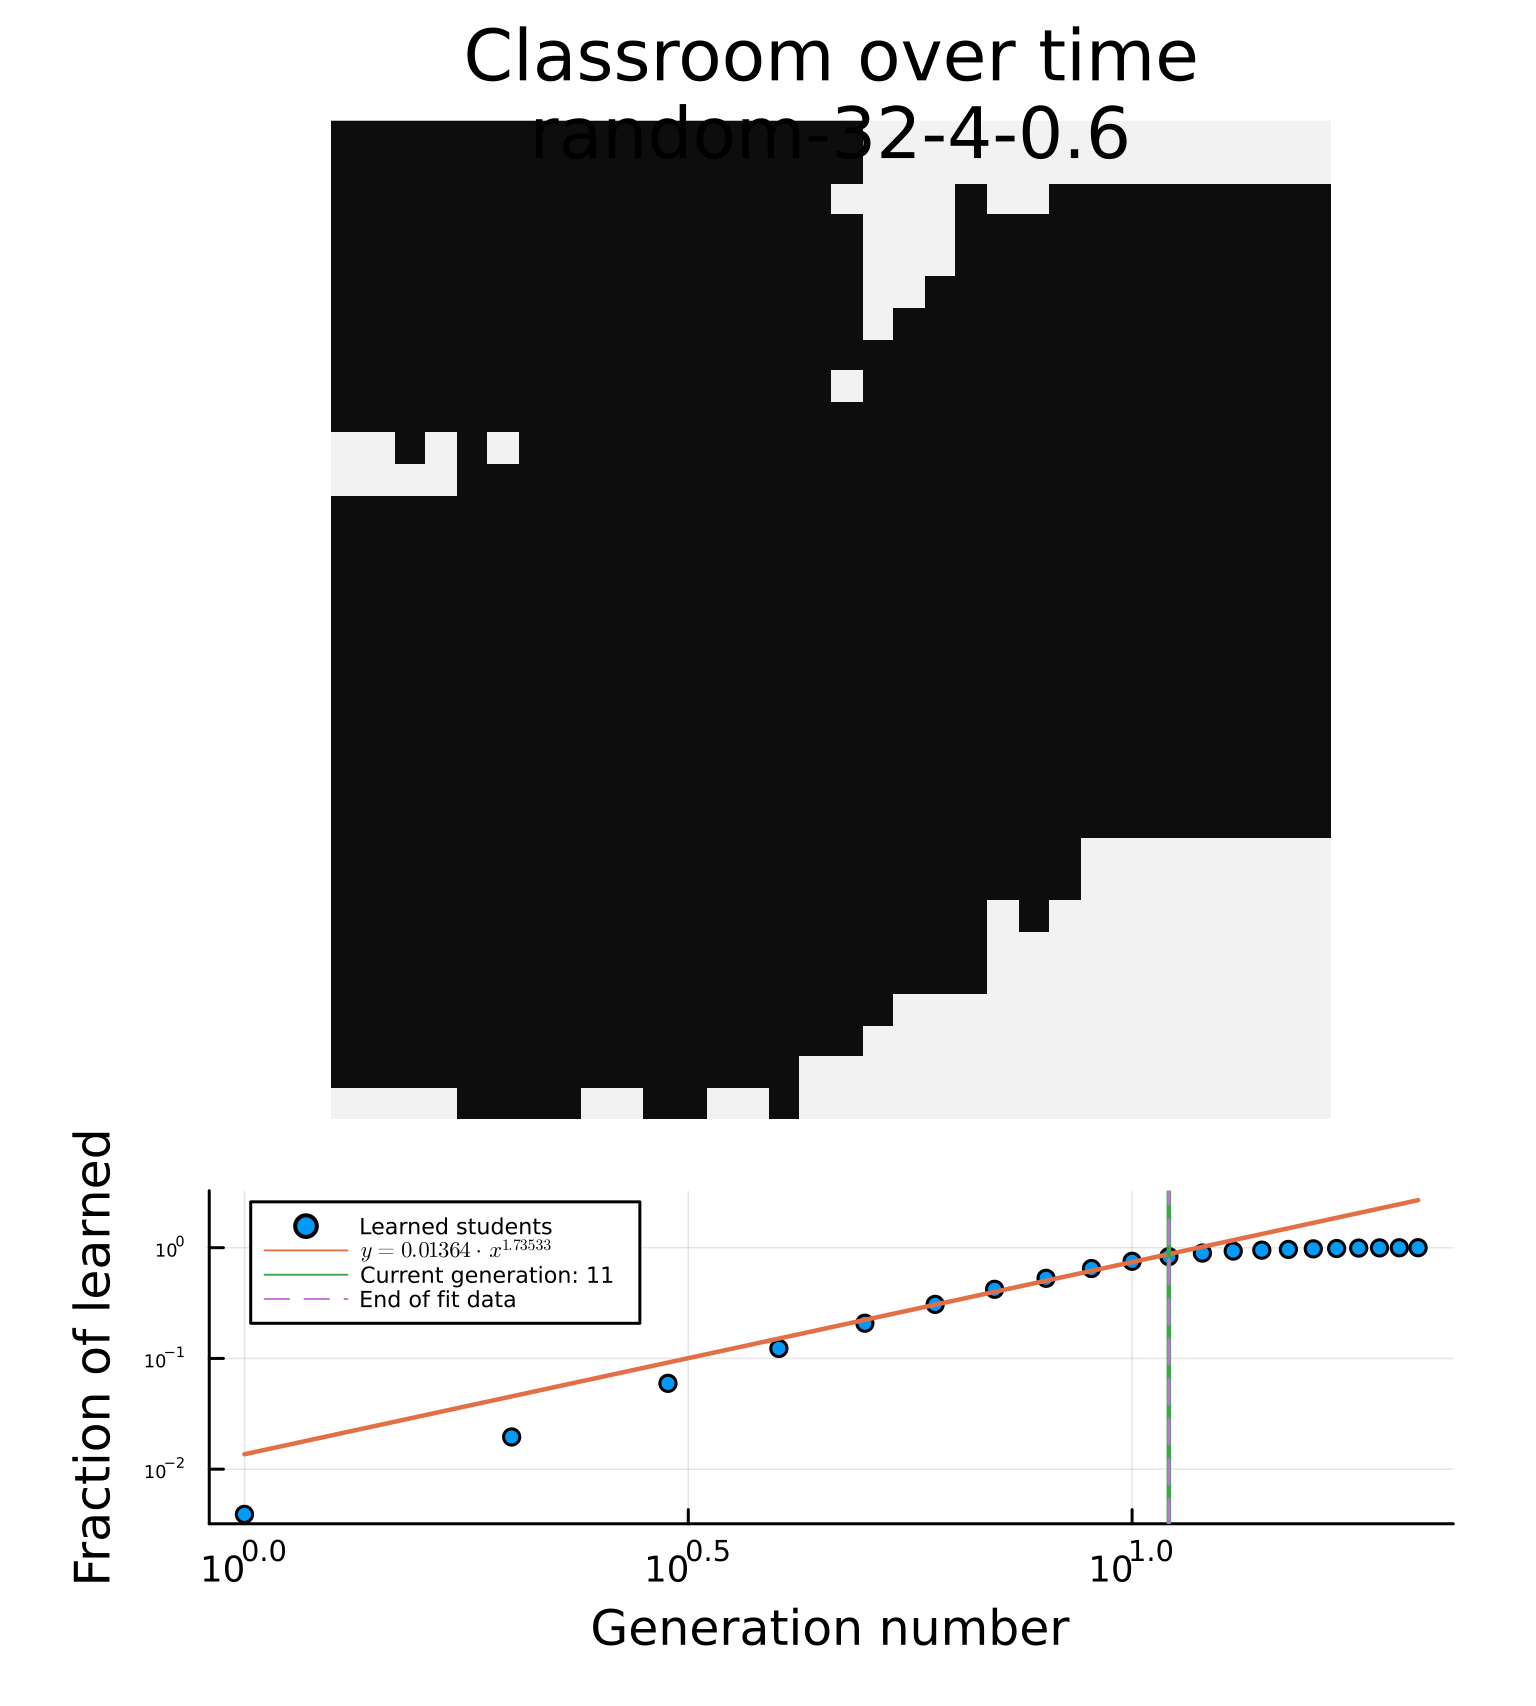 Classroom over time
random-32-4-0.6
Fraction of learned
Learned students
y = 0.01364 · x^1.73533
Current generation: 11
End of fit data
10^0
10^-1
10^-2
10^0.0
10^0.5
10^1.0
Generation number